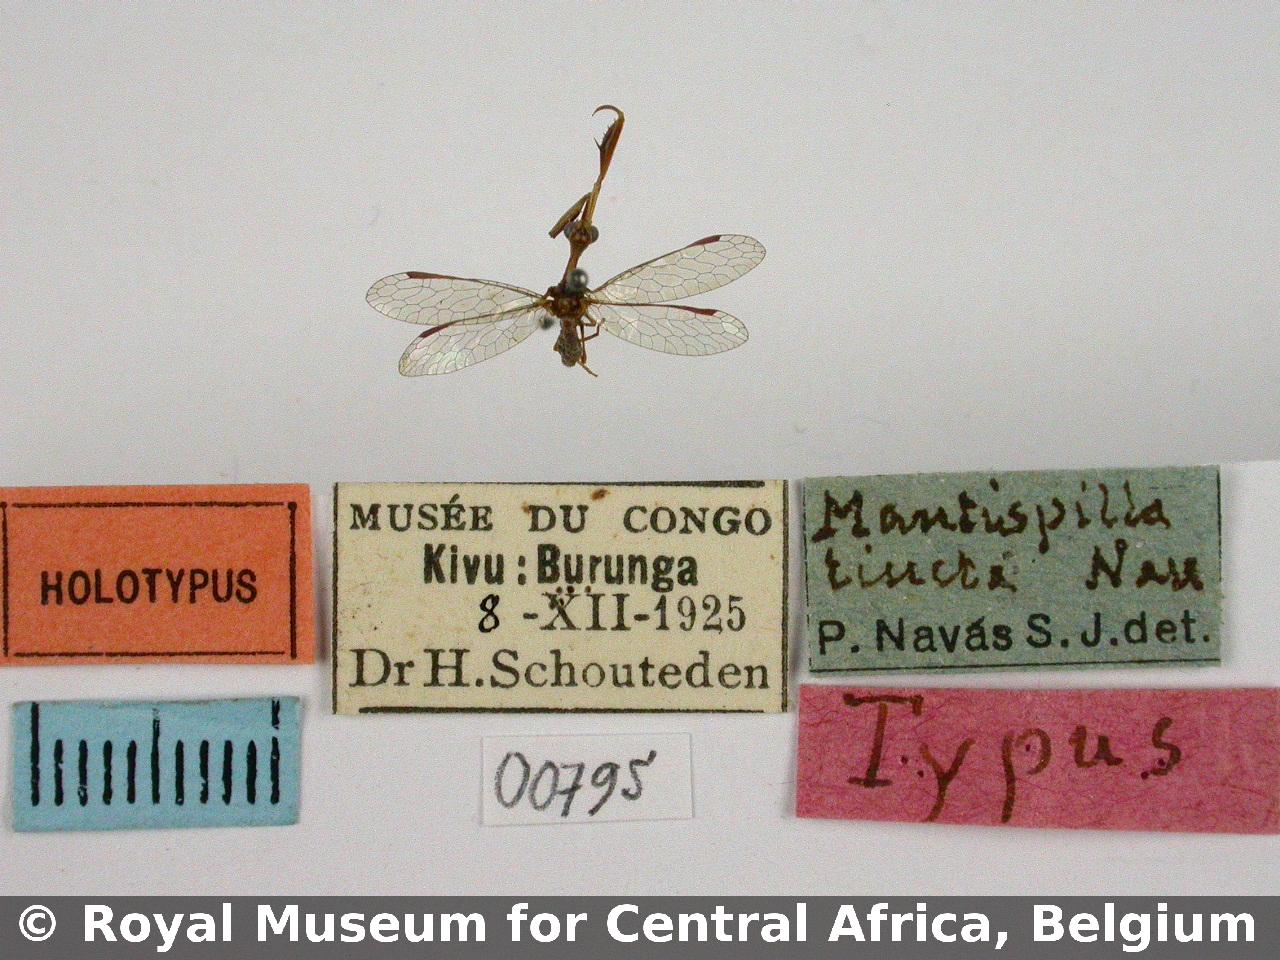 HOLOTYPUS
MUSÉE DU CONGO
Kivu : Burunga
8 -XII-1925
Dr H. Schouteden
Mantispilla
tincta Nav
P. Navás S. J. det.
Typus
00795
© Royal Museum for Central Africa, Belgium